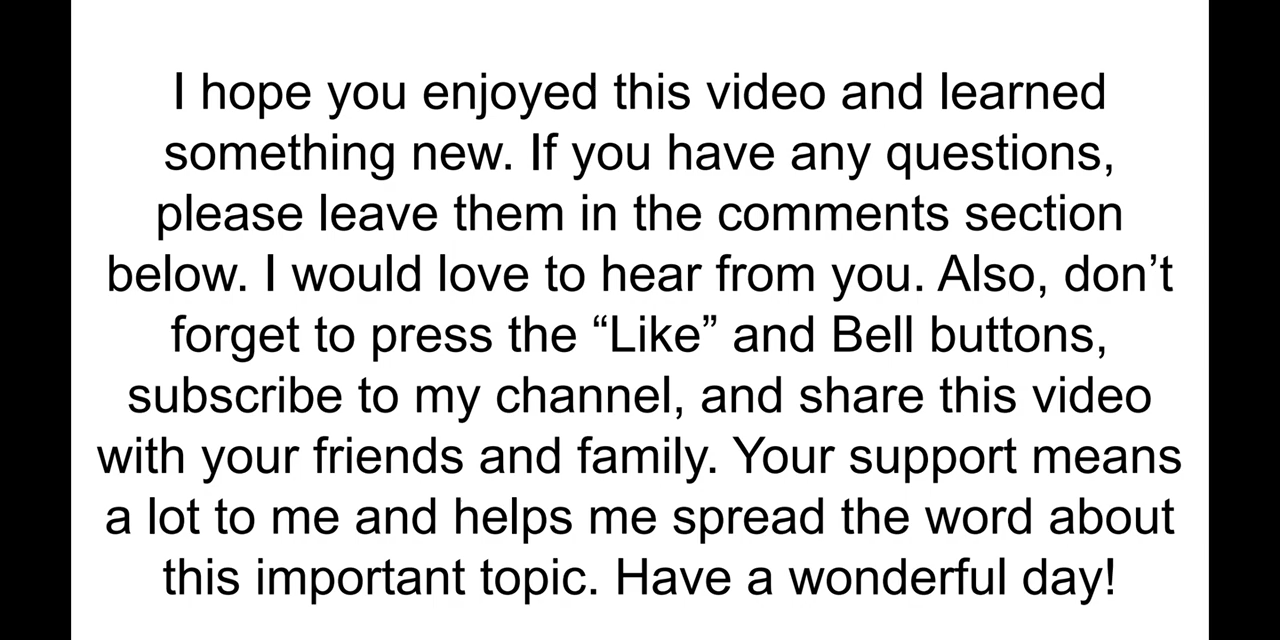 I hope you enjoyed this video and learned
something new. If you have any questions,
please leave them in the comments section
below. I would love to hear from you. Also, don’t
forget to press the “Like” and Bell buttons,
subscribe to my channel, and share this video
with your friends and family. Your support means
a lot to me and helps me spread the word about
this important topic. Have a wonderful day!